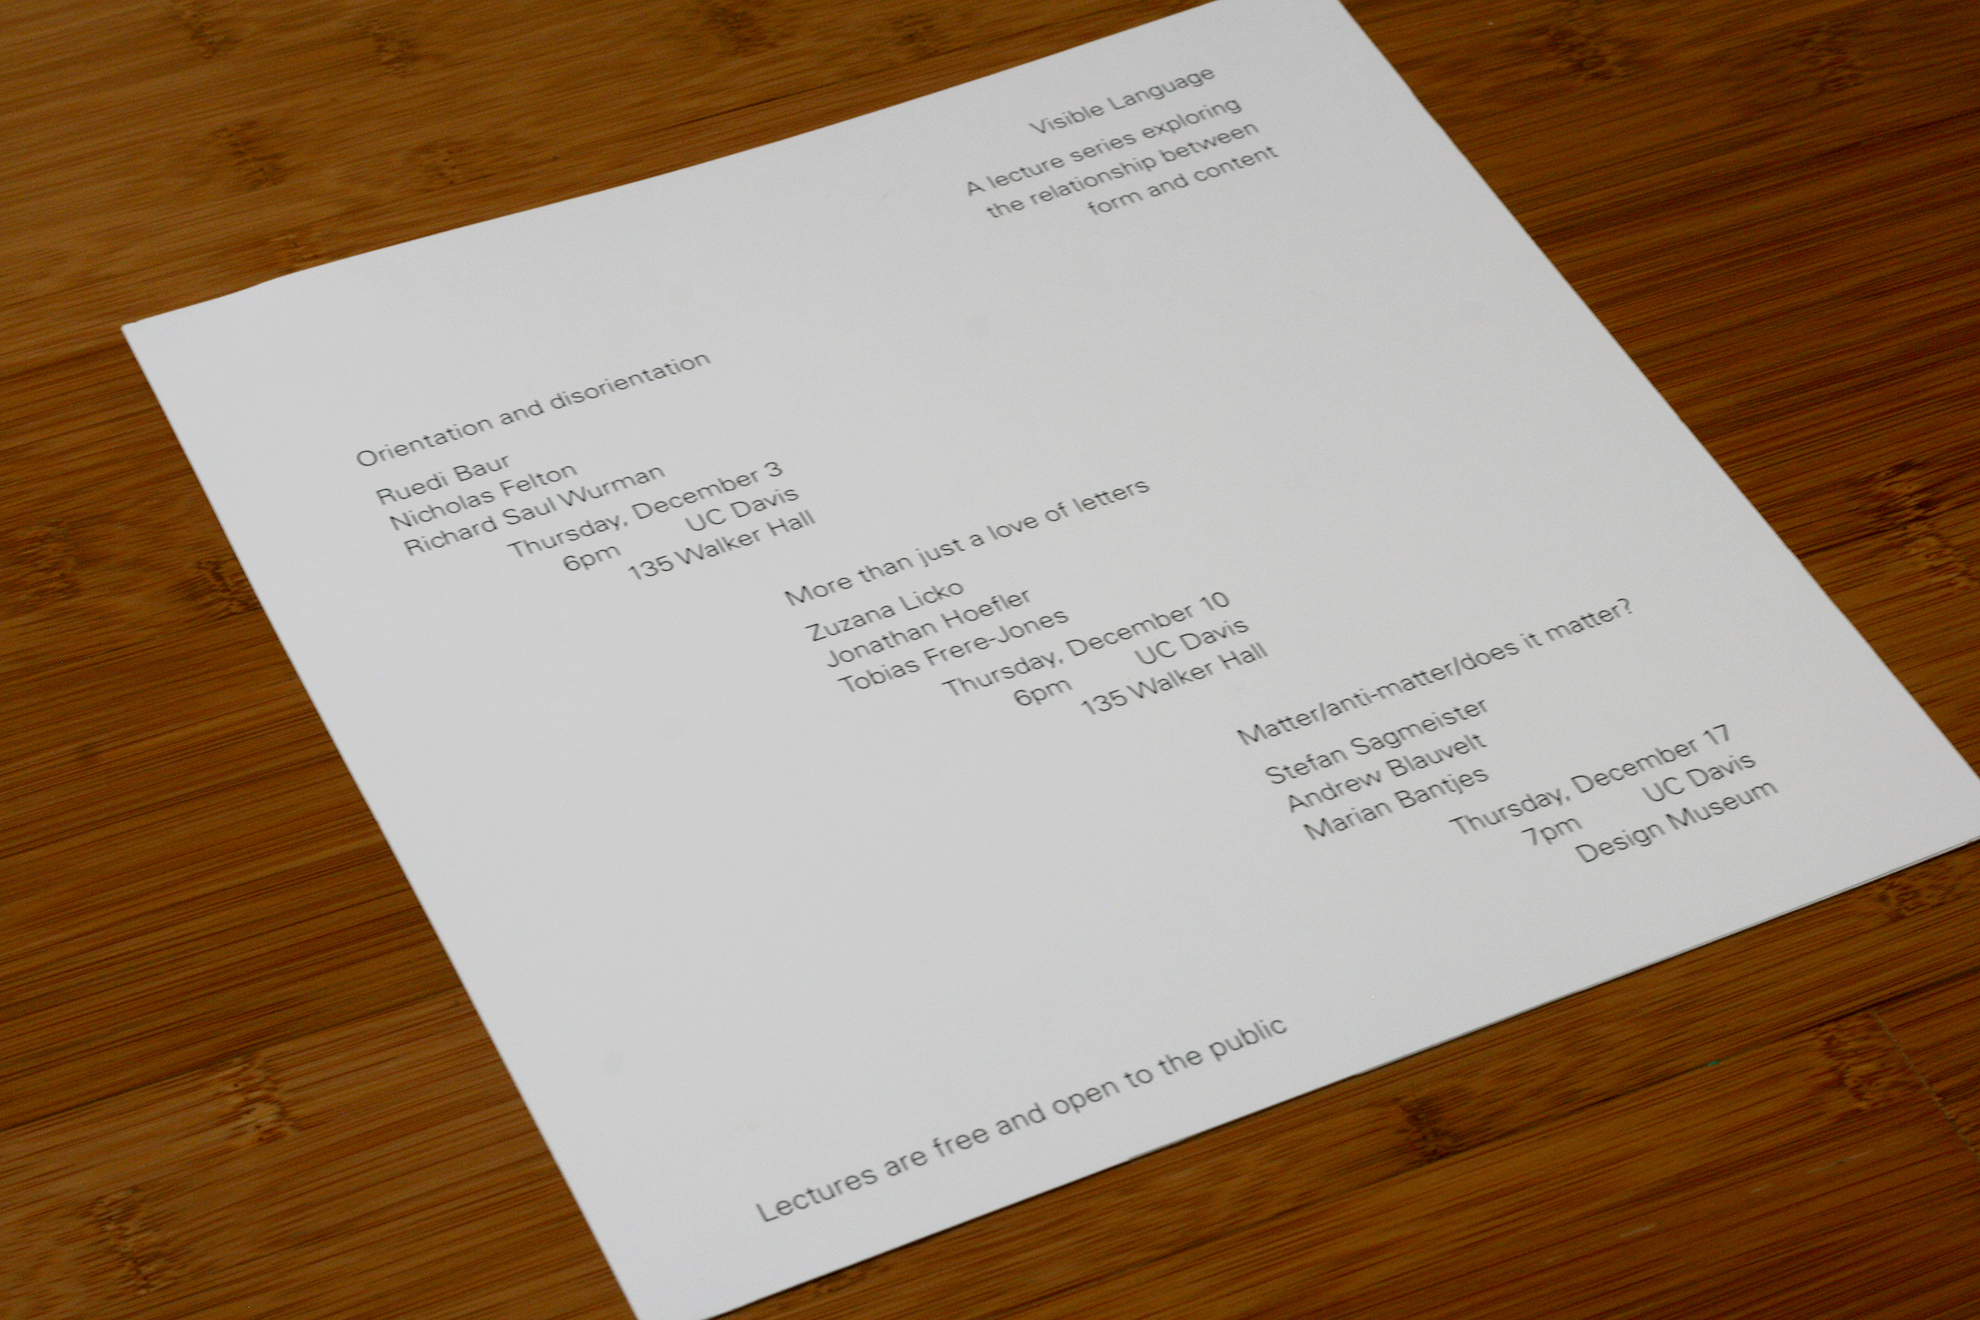 Visible Language
A lecture series exploring
the relationship between
form and content
Orientation and disorientation
Ruedi Baur
Nicholas Felton
Richard Saul Wurman
Thursday, December 3
6pm UC Davis
135 Walker Hall
More than just a love of letters
Zuzana Licko
Jonathan Hoefler
Tobias Frere-Jones
Thursday, December 10
6pm UC Davis
135 Walker Hall
Matter/anti-matter/does it matter?
Stefan Sagmeister
Andrew Blauvelt
Marian Bantjes
Thursday, December 17
7pm UC Davis
Design Museum
Lectures are free and open to the public